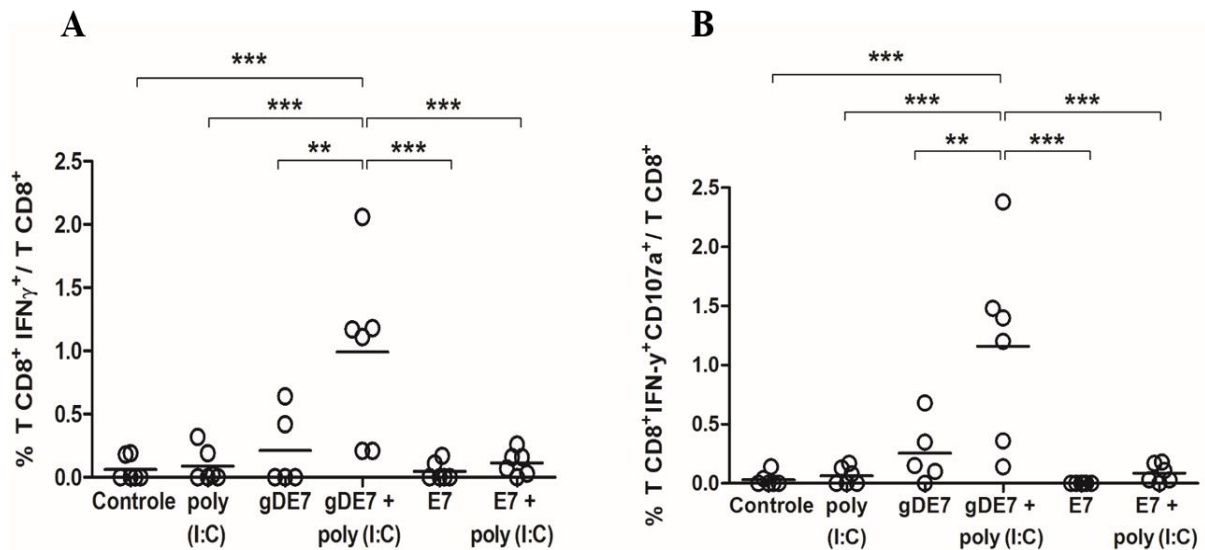 A
***
***
***
**
***
% T CD8+ IFNγ+/ T CD8+
2.5
2.0
1.5
1.0
0.5
0.0
Controle
poly (I:C)
gDE7
gDE7 + poly (I:C)
E7
E7 + poly (I:C)
B
***
***
***
**
***
% T CD8+IFN-y+CD107a+/ T CD8+
2.5
2.0
1.5
1.0
0.5
0.0
Controle
poly (I:C)
gDE7
gDE7 + poly (I:C)
E7
E7 + poly (I:C)